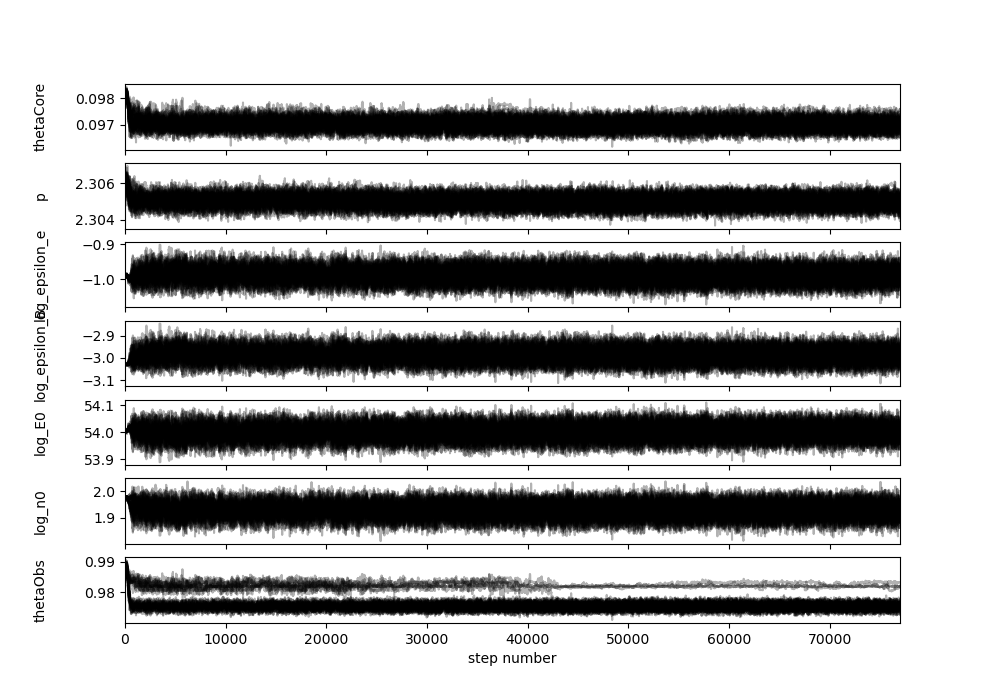 thetaCore
0.098
0.097
p
2.306
2.304
log_epsilon_e
−0.9
−1.0
log_epsilon_B
−2.9
−3.0
−3.1
log_E0
54.1
54.0
53.9
log_n0
2.0
1.9
thetaObs
0.99
0.98
0 10000 20000 30000 40000 50000 60000 70000
step number